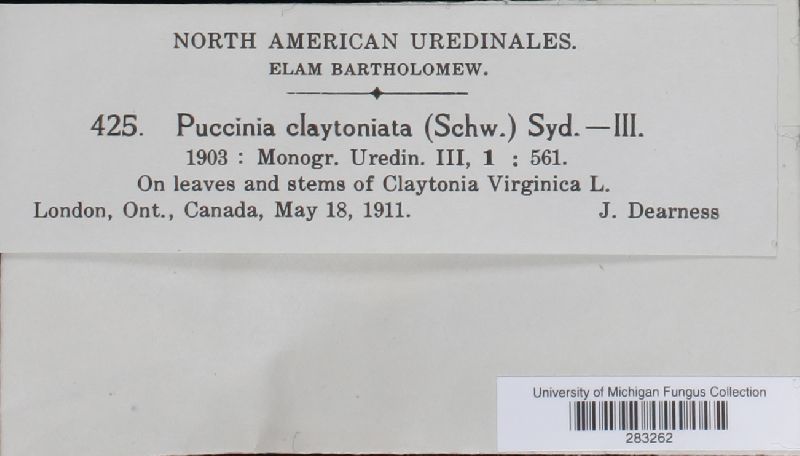 NORTH AMERICAN UREDINALES.
ELAM BARTHOLOMEW.
425. Puccinia claytoniata (Schw.) Syd.—III.
1903 : Monogr. Uredin. III, 1 : 561.
On leaves and stems of Claytonia Virginica L.
London, Ont., Canada, May 18, 1911. J. Dearness
University of Michigan Fungus Collection
283262